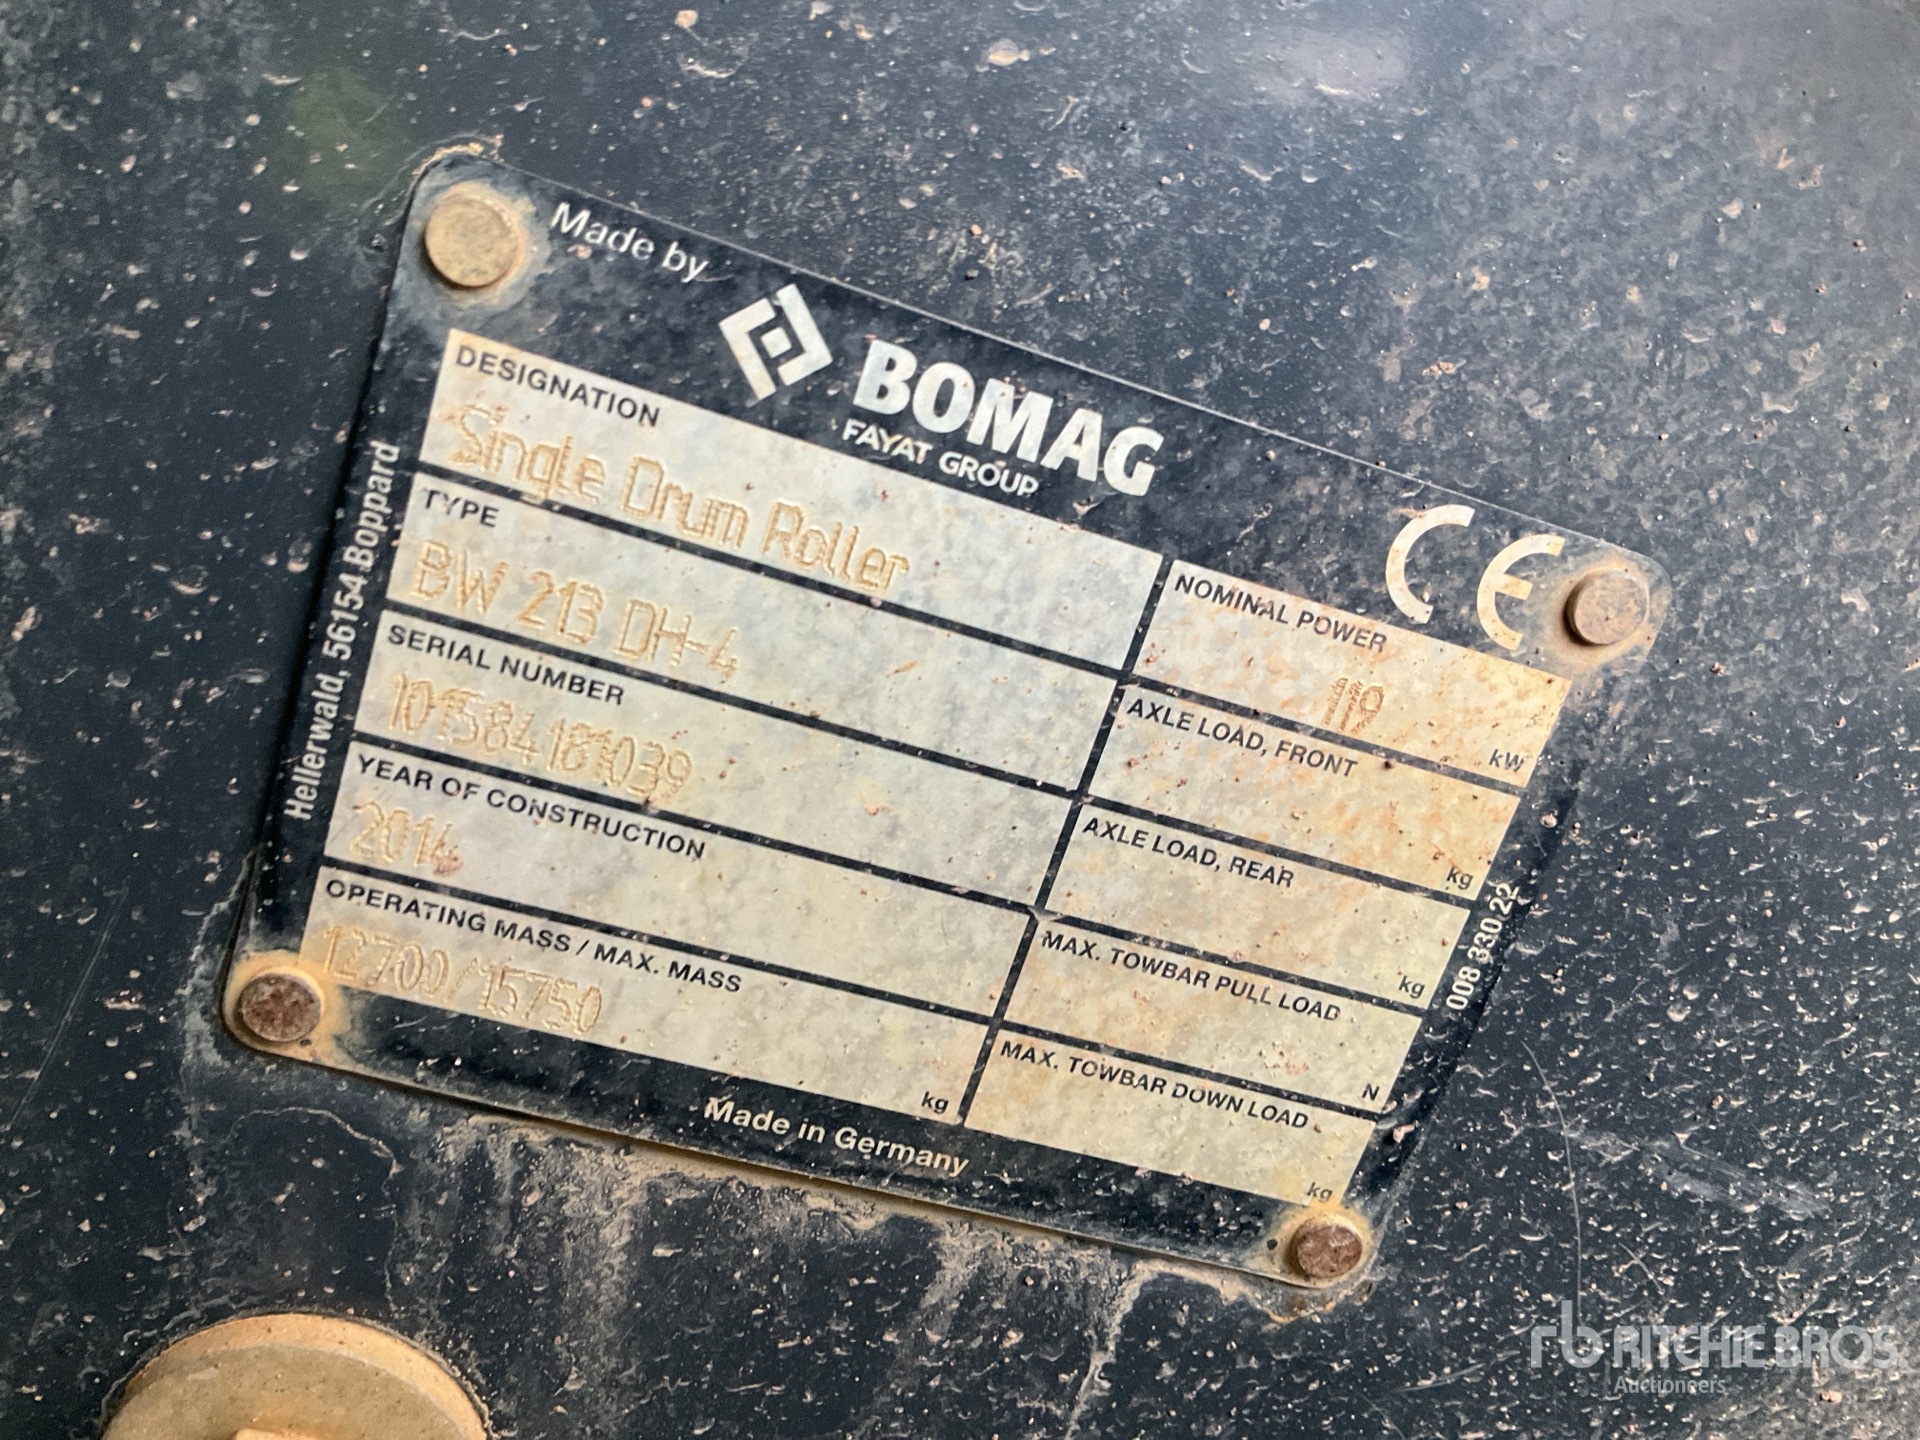 Made by
BOMAG
FAYAT GROUP
CE
Hellerwald, 56154 Boppard
DESIGNATION
Single Drum Roller
TYPE
BW 213 DH-4
SERIAL NUMBER
101584181039
YEAR OF CONSTRUCTION
2014
OPERATING MASS / MAX. MASS
12700/15750
kg
NOMINAL POWER
119
kW
AXLE LOAD, FRONT
kg
AXLE LOAD, REAR
kg
MAX. TOWBAR PULL LOAD
N
MAX. TOWBAR DOWN LOAD
kg
008 330 22
Made in Germany
rb RITCHIE BROS.
Auctioneers